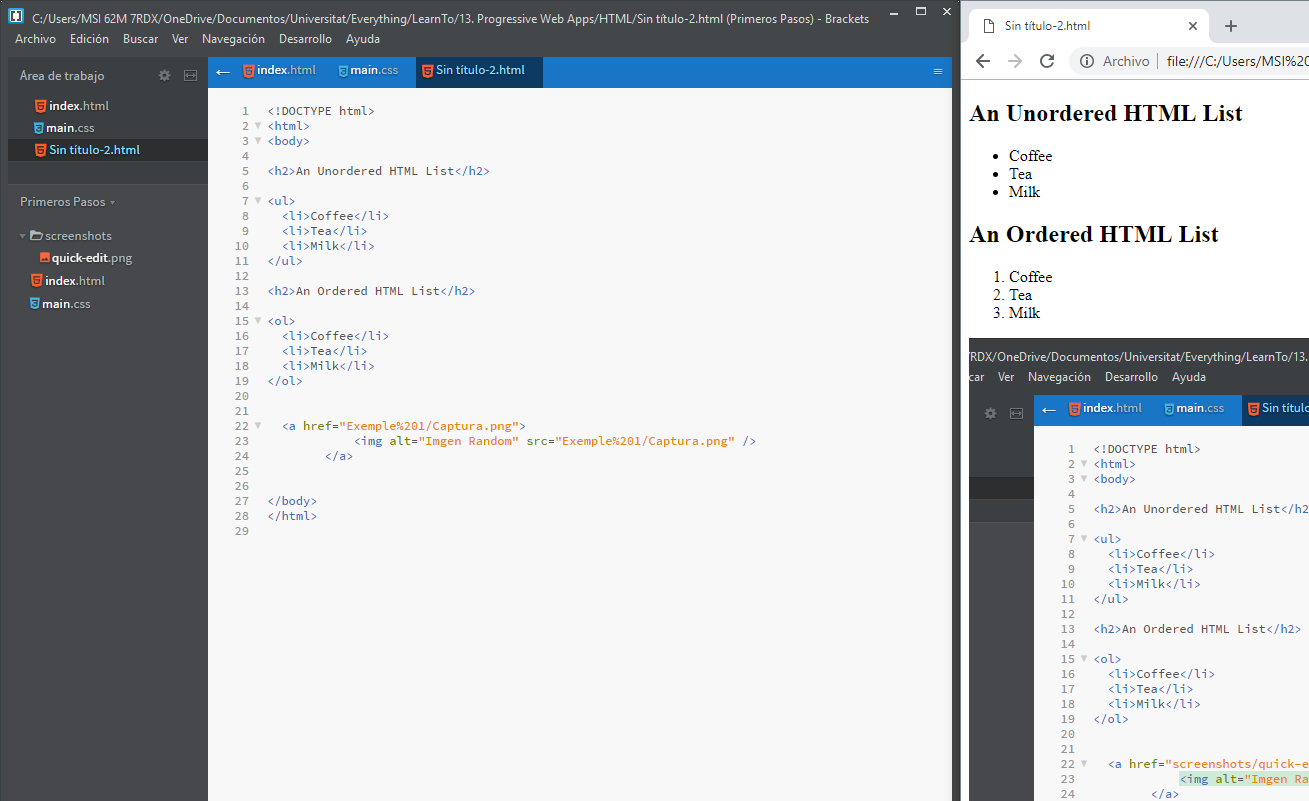 C:/Users/MSI 62M 7RDX/OneDrive/Documentos/Universitat/Everything/LearnTo/13. Progressive Web Apps/HTML/Sin título-2.html (Primeros Pasos) - Brackets
Archivo Edición Buscar Ver Navegación Desarrollo Ayuda
Área de trabajo
index.html
main.css
Sin título-2.html
Primeros Pasos
screenshots
quick-edit.png
index.html
main.css
index.html main.css Sin título-2.html
1 <!DOCTYPE html>
2 <html>
3 <body>
4
5 <h2>An Unordered HTML List</h2>
6
7 <ul>
8 <li>Coffee</li>
9 <li>Tea</li>
10 <li>Milk</li>
11 </ul>
12
13 <h2>An Ordered HTML List</h2>
14
15 <ol>
16 <li>Coffee</li>
17 <li>Tea</li>
18 <li>Milk</li>
19 </ol>
20
21
22 <a href="Exemple%201/Captura.png">
23 <img alt="Imgen Random" src="Exemple%201/Captura.png" />
24 </a>
25
26
27 </body>
28 </html>
29
Sin título-2.html
Archivo file:///C:/Users/MSI%20
An Unordered HTML List
• Coffee
• Tea
• Milk
An Ordered HTML List
1. Coffee
2. Tea
3. Milk
7RDX/OneDrive/Documentos/Universitat/Everything/LearnTo/13.
car Ver Navegación Desarrollo Ayuda
index.html main.css Sin título
1 <!DOCTYPE html>
2 <html>
3 <body>
4
5 <h2>An Unordered HTML List</h2
6
7 <ul>
8 <li>Coffee</li>
9 <li>Tea</li>
10 <li>Milk</li>
11 </ul>
12
13 <h2>An Ordered HTML List</h2>
14
15 <ol>
16 <li>Coffee</li>
17 <li>Tea</li>
18 <li>Milk</li>
19 </ol>
20
21
22 <a href="screenshots/quick-e
23 <img alt="Imgen Ra
24 </a>